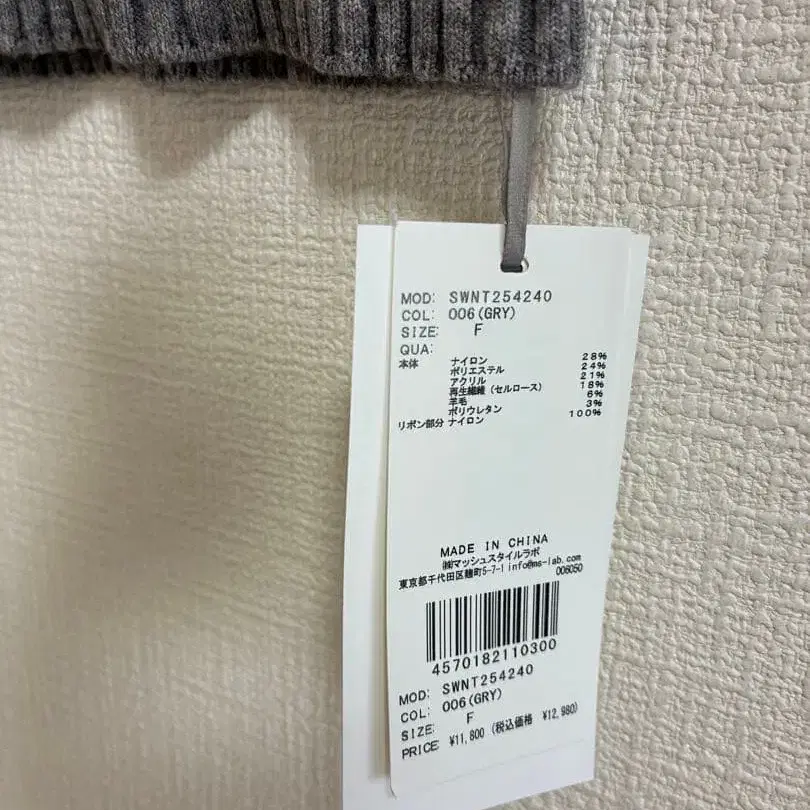 MOD: SWNT254240
COL: 006(GRY)
SIZE: F
QUA:
本体 ナイロン 28%
ポリエステル 24%
アクリル 21%
再生繊維（セルロース） 18%
羊毛 6%
ポリウレタン 3%
リボン部分 ナイロン 100%
MADE IN CHINA
㈱マッシュスタイルラボ
東京都千代田区麹町5-7-1 info@ms-lab.com
006050
4570182110300
MOD: SWNT254240
COL: 006(GRY)
SIZE: F
PRICE: ¥11,800 (税込価格 ¥12,980)